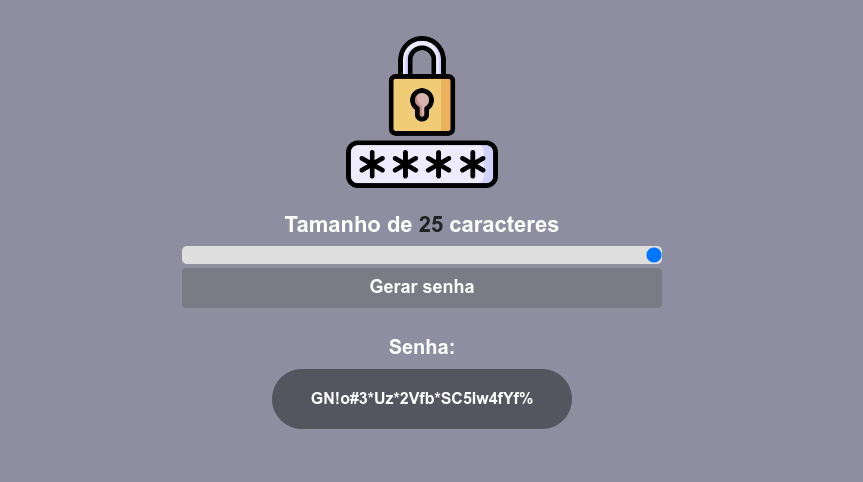 ****
Tamanho de 25 caracteres
Gerar senha
Senha:
GN!o#3*Uz*2Vfb*SC5lw4fYf%